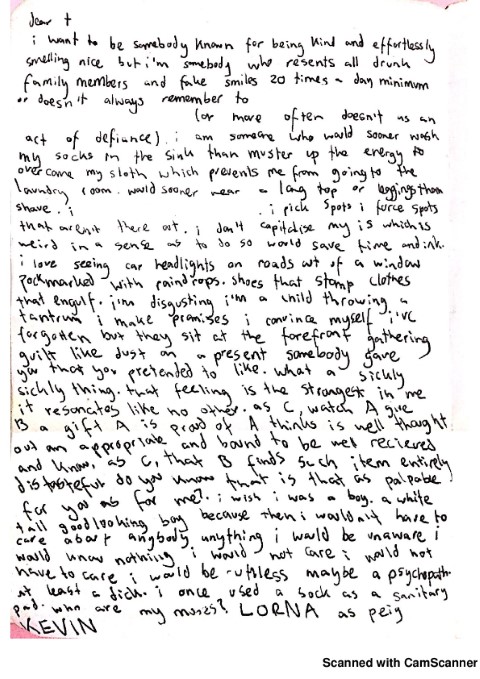 dear t
i want to be somebody known for being kind and effortlessly
smelling nice but i'm somebody who resents all drunk
family members and fake smiles 20 times a day minimum
or doesn't always remember to
(or more often doesn't as an
act of defiance). i am someone who would sooner wash
my socks in the sink than muster up the energy to
overcome my sloth which prevents me from going to the
laundry room. would sooner wear a long top or leggings than
shave. i . i pick spots i force spots
that aren't there out. i don't capitalise my is which is
weird in a sense as to do so would save time and ink.
i love seeing car headlights on roads out of a window
pockmarked with raindrops. shoes that stomp clothes
that engulf. i'm disgusting i'm a child throwing a
tantrum i make promises i convince myself i've
forgotten but they sit at the forefront gathering
guilt like dust on a present somebody gave
you that you pretended to like. what a sickly
sickly thing. that feeling is the strongest in me
it resonates like no other. as C, watch A give
B a gift A is proud of A thinks is well thought
out an appropriate and bound to be well recieved
and know, as C, that B finds such item entirely
distasteful do you know that is that as palpable
for you as for me?. i wish i was a boy. a white
tall goodlooking boy because then i wouldn't have to
care about anybody anything i would be unaware i
would know nothing i would not care i would not
have to care i would be ruthless maybe a psychopath.
at least a dick. i once used a sock as a sanitary
pad. who are my muses? LORNA as
KEVIN
Scanned with CamScanner